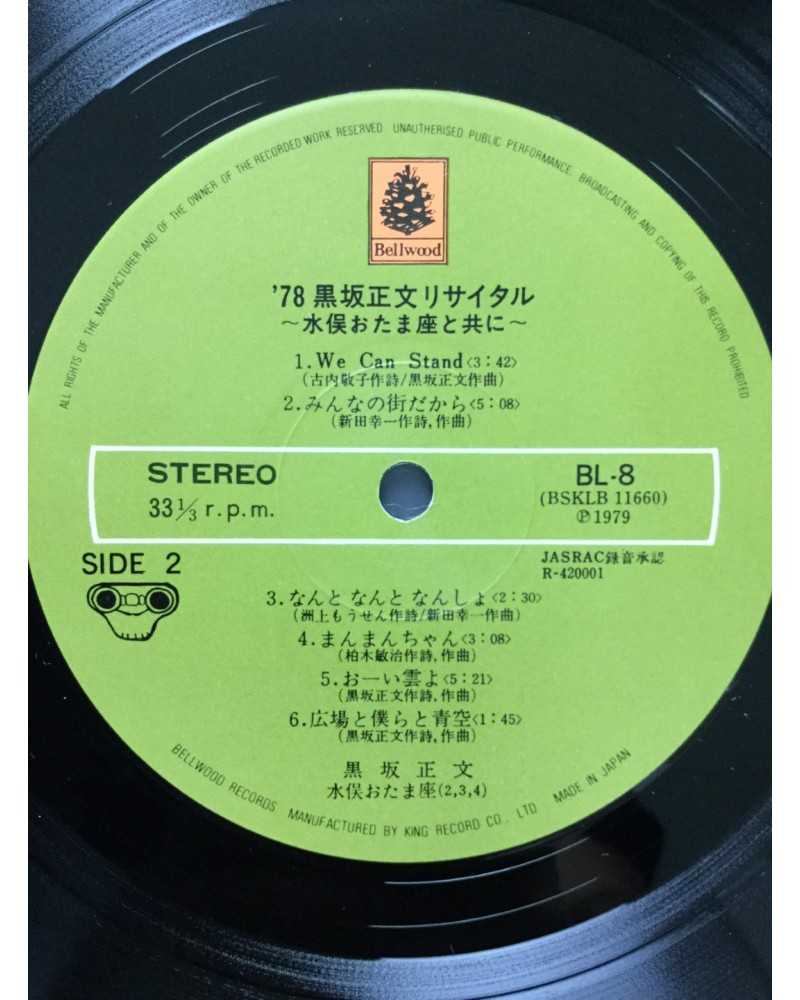 ALL RIGHTS OF THE MANUFACTURER AND OF THE OWNER OF THE RECORDED WORK RESERVED. UNAUTHERISED PUBLIC PERFORMANCE. BROADCASTING AND COPYING OF THIS RECORD PROHIBITED
Bellwood
'78 黒坂正文リサイタル
～水俣おたま座と共に～
1.We Can Stand<3：42>
(古内敬子作詩/黒坂正文作曲)
2.みんなの街だから<5：08>
(新田幸一作詩,作曲)
STEREO
33⅓ r.p.m.
BL-8
(BSKLB 11660)
Ⓟ1979
SIDE 2
JASRAC録音承認
R-420001
3.なんと なんと なんしょ<2：30>
(洲上もうせん作詩/新田幸一作曲)
4.まんまんちゃん<3：08>
(柏木敏治作詩,作曲)
5.おーい雲よ<5：21>
(黒坂正文作詩,作曲)
6.広場と僕らと青空<1：45>
(黒坂正文作詩,作曲)
黒坂正文
水俣おたま座(2,3,4)
BELLWOOD RECORDS MANUFACTURED BY KING RECORD CO., LTD MADE IN JAPAN